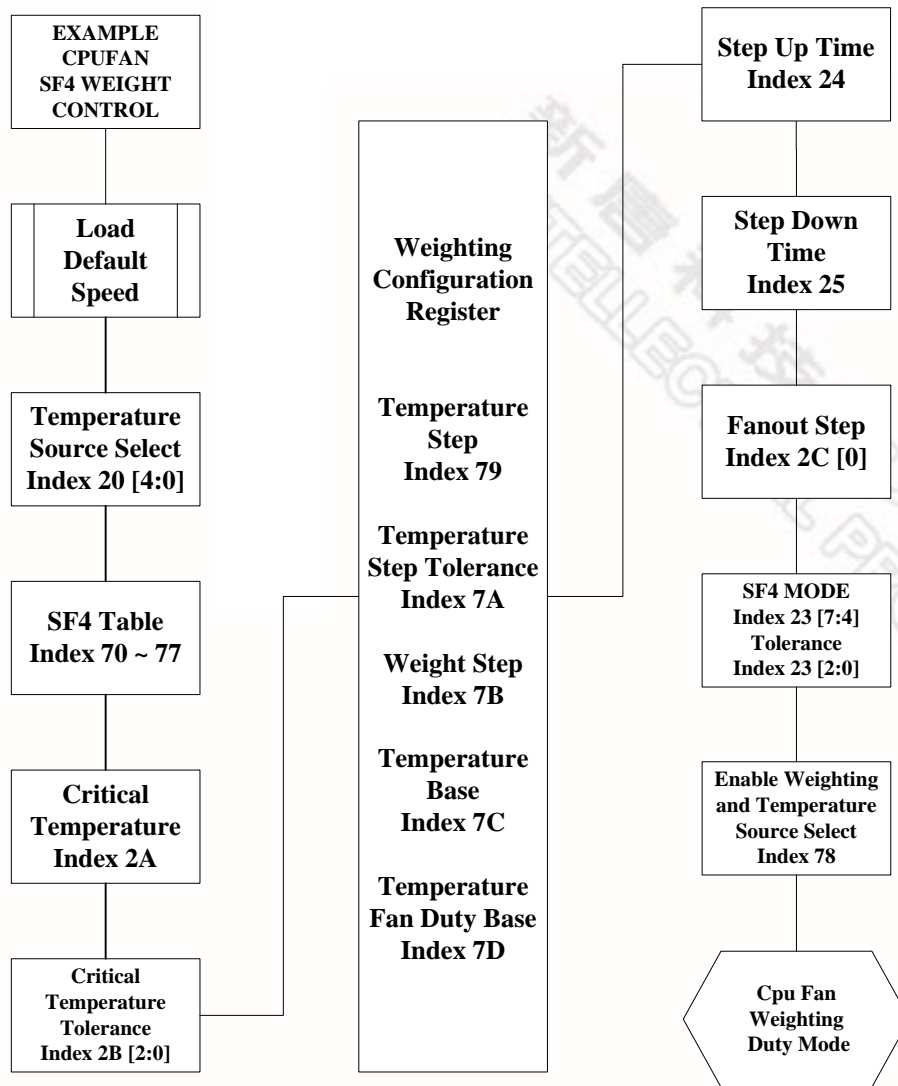 EXAMPLE
CPUFAN
SF4 WEIGHT
CONTROL
Load
Default
Speed
Temperature
Source Select
Index 20 [4:0]
SF4 Table
Index 70 ~ 77
Critical
Temperature
Index 2A
Critical
Temperature
Tolerance
Index 2B [2:0]
Weighting
Configuration
Register
Temperature
Step
Index 79
Temperature
Step Tolerance
Index 7A
Weight Step
Index 7B
Temperature
Base
Index 7C
Temperature
Fan Duty Base
Index 7D
Step Up Time
Index 24
Step Down
Time
Index 25
Fanout Step
Index 2C [0]
SF4 MODE
Index 23 [7:4]
Tolerance
Index 23 [2:0]
Enable Weighting
and Temperature
Source Select
Index 78
Cpu Fan
Weighting
Duty Mode
新唐科技